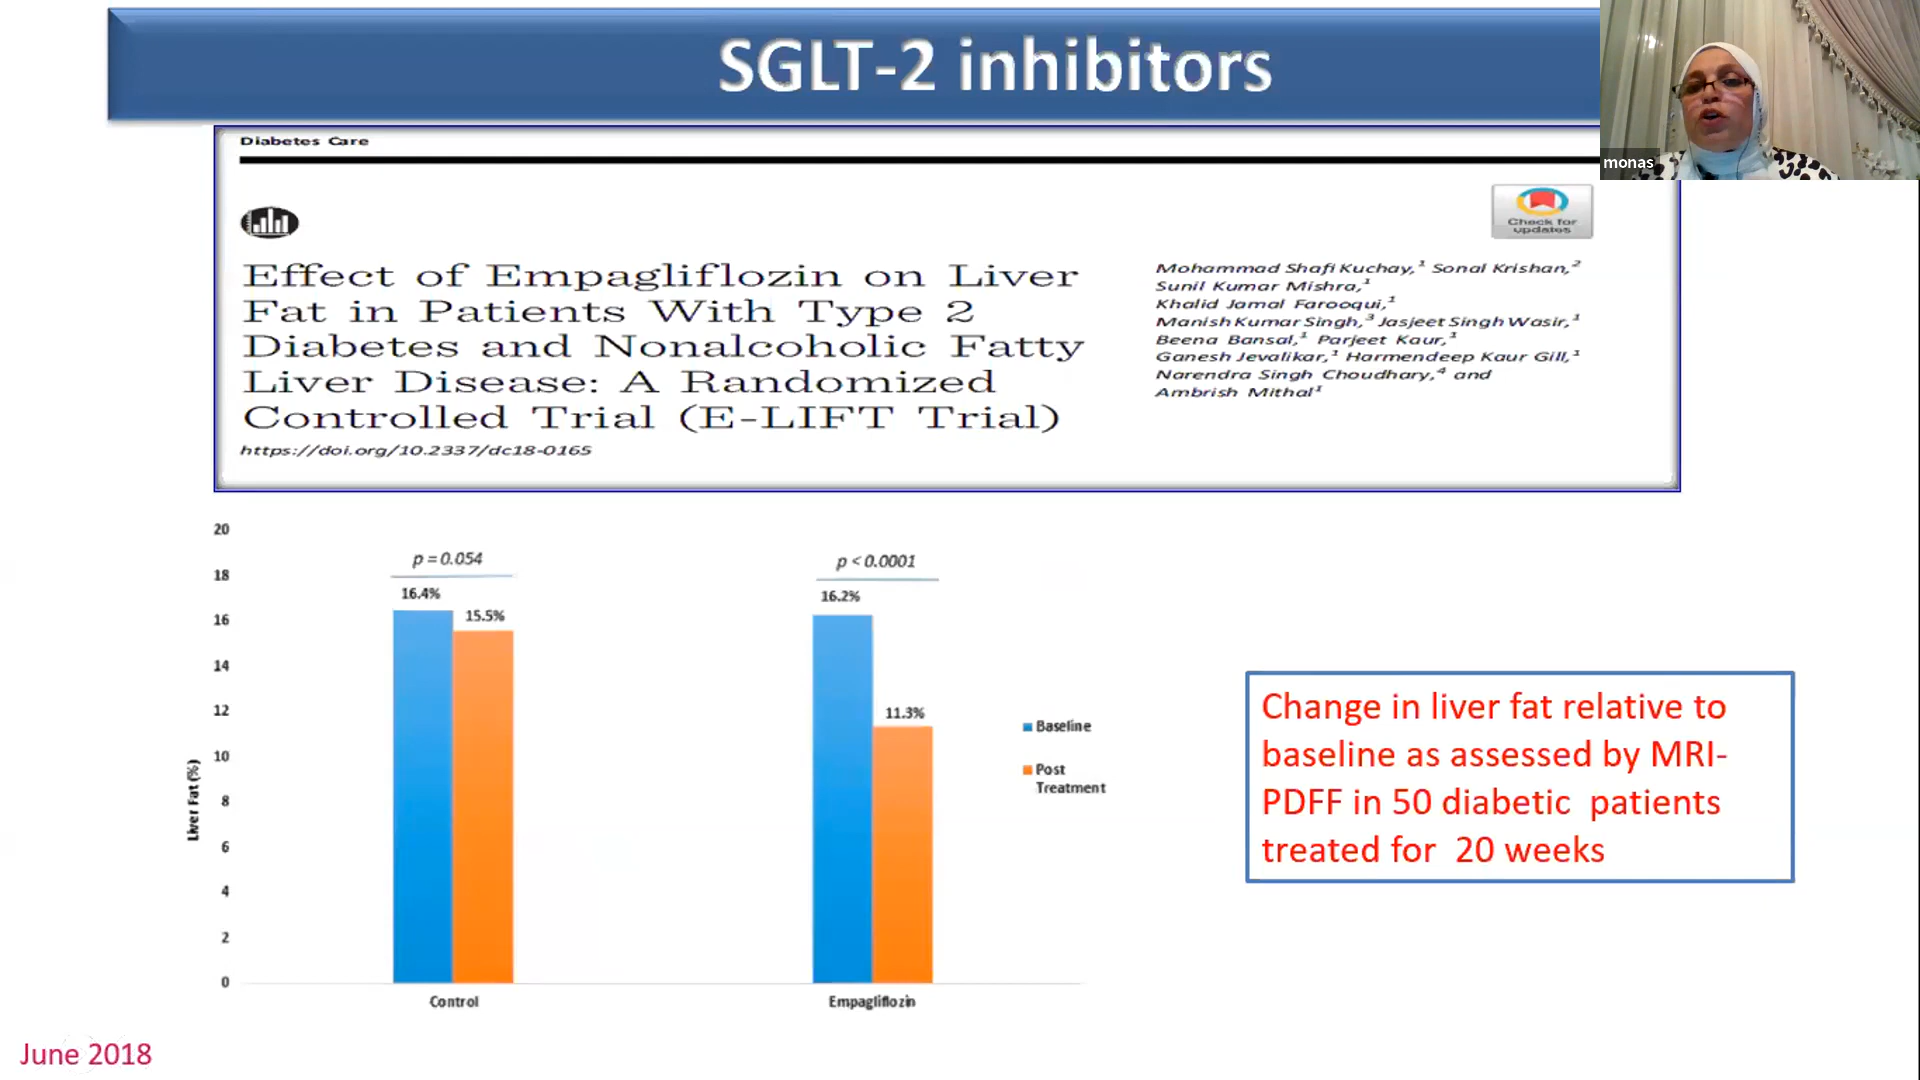 SGLT-2 inhibitors
monas
Diabetes Care
Check for
updates
Effect of Empagliflozin on Liver
Fat in Patients With Type 2
Diabetes and Nonalcoholic Fatty
Liver Disease: A Randomized
Controlled Trial (E-LIFT Trial)
https://doi.org/10.2337/dc18-0165
Mohammad Shafi Kuchay,¹ Sonal Krishan,²
Sunil Kumar Mishra,¹
Khalid Jamal Farooqui,¹
Manish Kumar Singh,³ Jasjeet Singh Wasir,¹
Beena Bansal,¹ Parjeet Kaur,¹
Ganesh Jevalikar,¹ Harmendeep Kaur Gill,¹
Narendra Singh Choudhary,⁴ and
Ambrish Mithal¹
20
18
16
14
12
10
8
6
4
2
0
Liver Fat (%)
p = 0.054
16.4%
15.5%
p < 0.0001
16.2%
11.3%
Control
Empagliflozin
Baseline
Post
Treatment
Change in liver fat relative to
baseline as assessed by MRI-
PDFF in 50 diabetic patients
treated for 20 weeks
June 2018